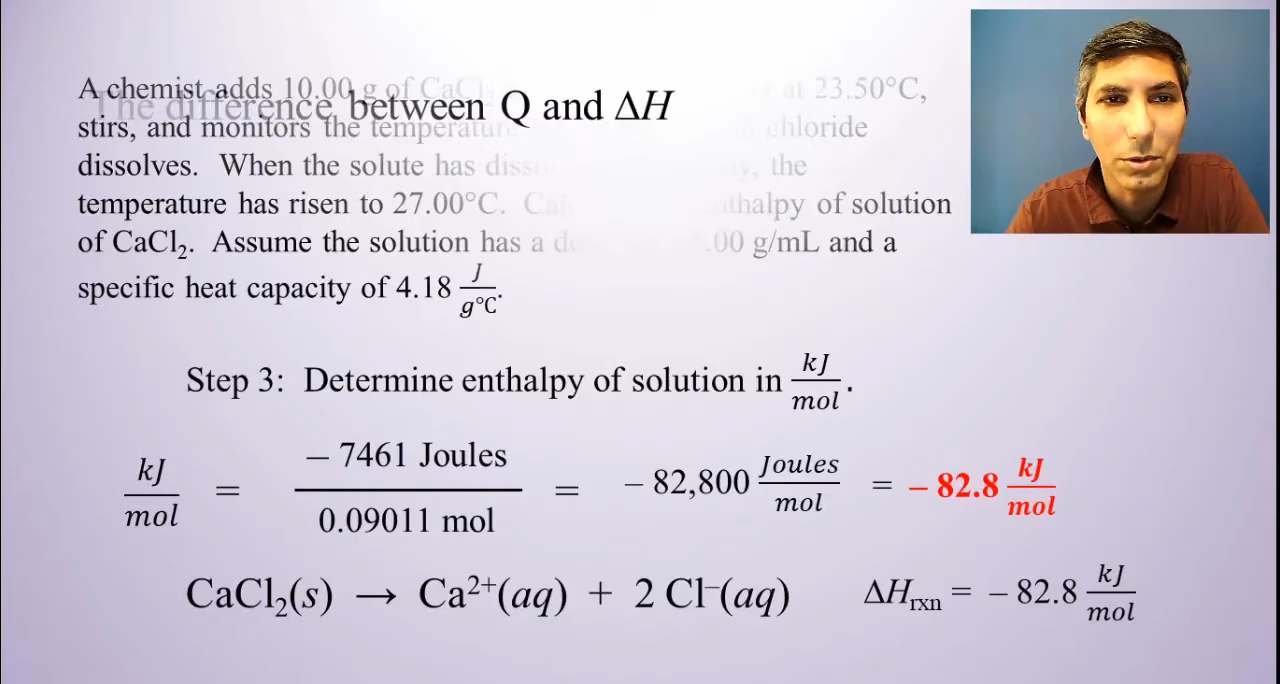 The difference between Q and ΔH
A chemist adds 10.00 g of CaCl₂ at 23.50°C,
stirs, and monitors the temperature chloride
dissolves. When the solute has the
temperature has risen to 27.00°C. of solution
of CaCl₂. Assume the solution has a .00 g/mL and a
specific heat capacity of 4.18 J/g°C.
Step 3: Determine enthalpy of solution in kJ/mol.
kJ/mol = – 7461 Joules / 0.09011 mol = – 82,800 Joules/mol = – 82.8 kJ/mol
CaCl₂(s) → Ca²⁺(aq) + 2 Cl⁻(aq) ΔHrxn = – 82.8 kJ/mol